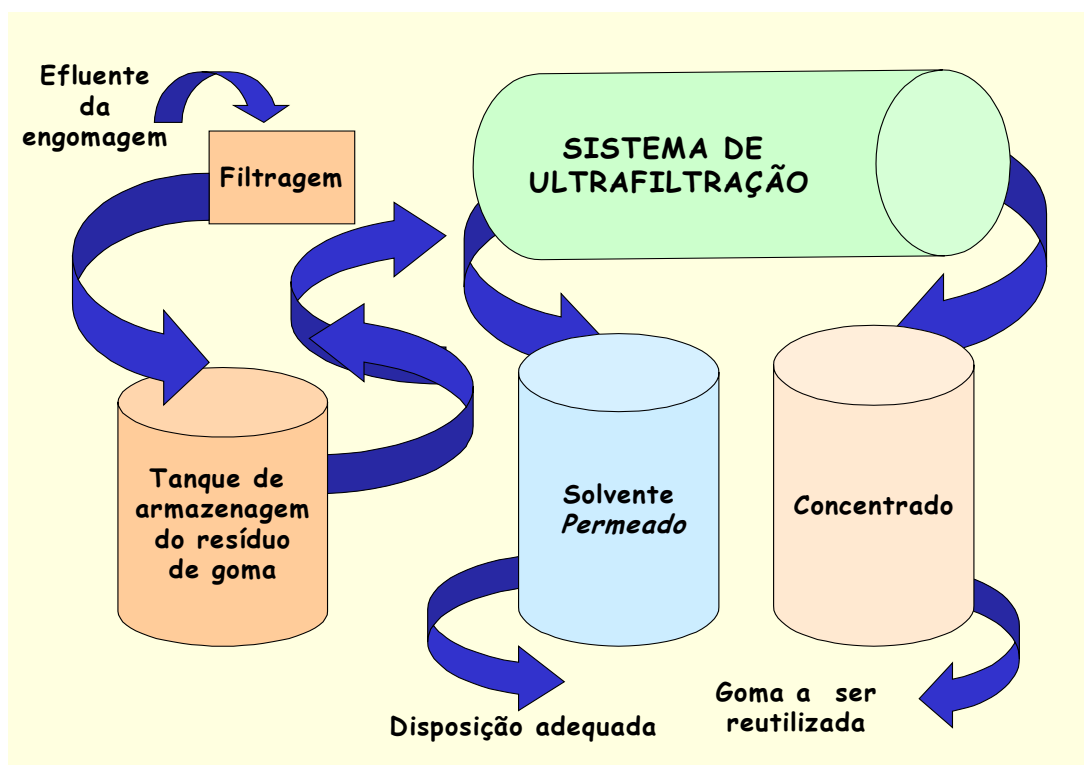 Efluente
da
engomagem
Filtragem
SISTEMA DE
ULTRAFILTRAÇÃO
Tanque de
armazenagem
do resíduo
de goma
Solvente
Permeado
Concentrado
Disposição adequada
Goma a ser
reutilizada